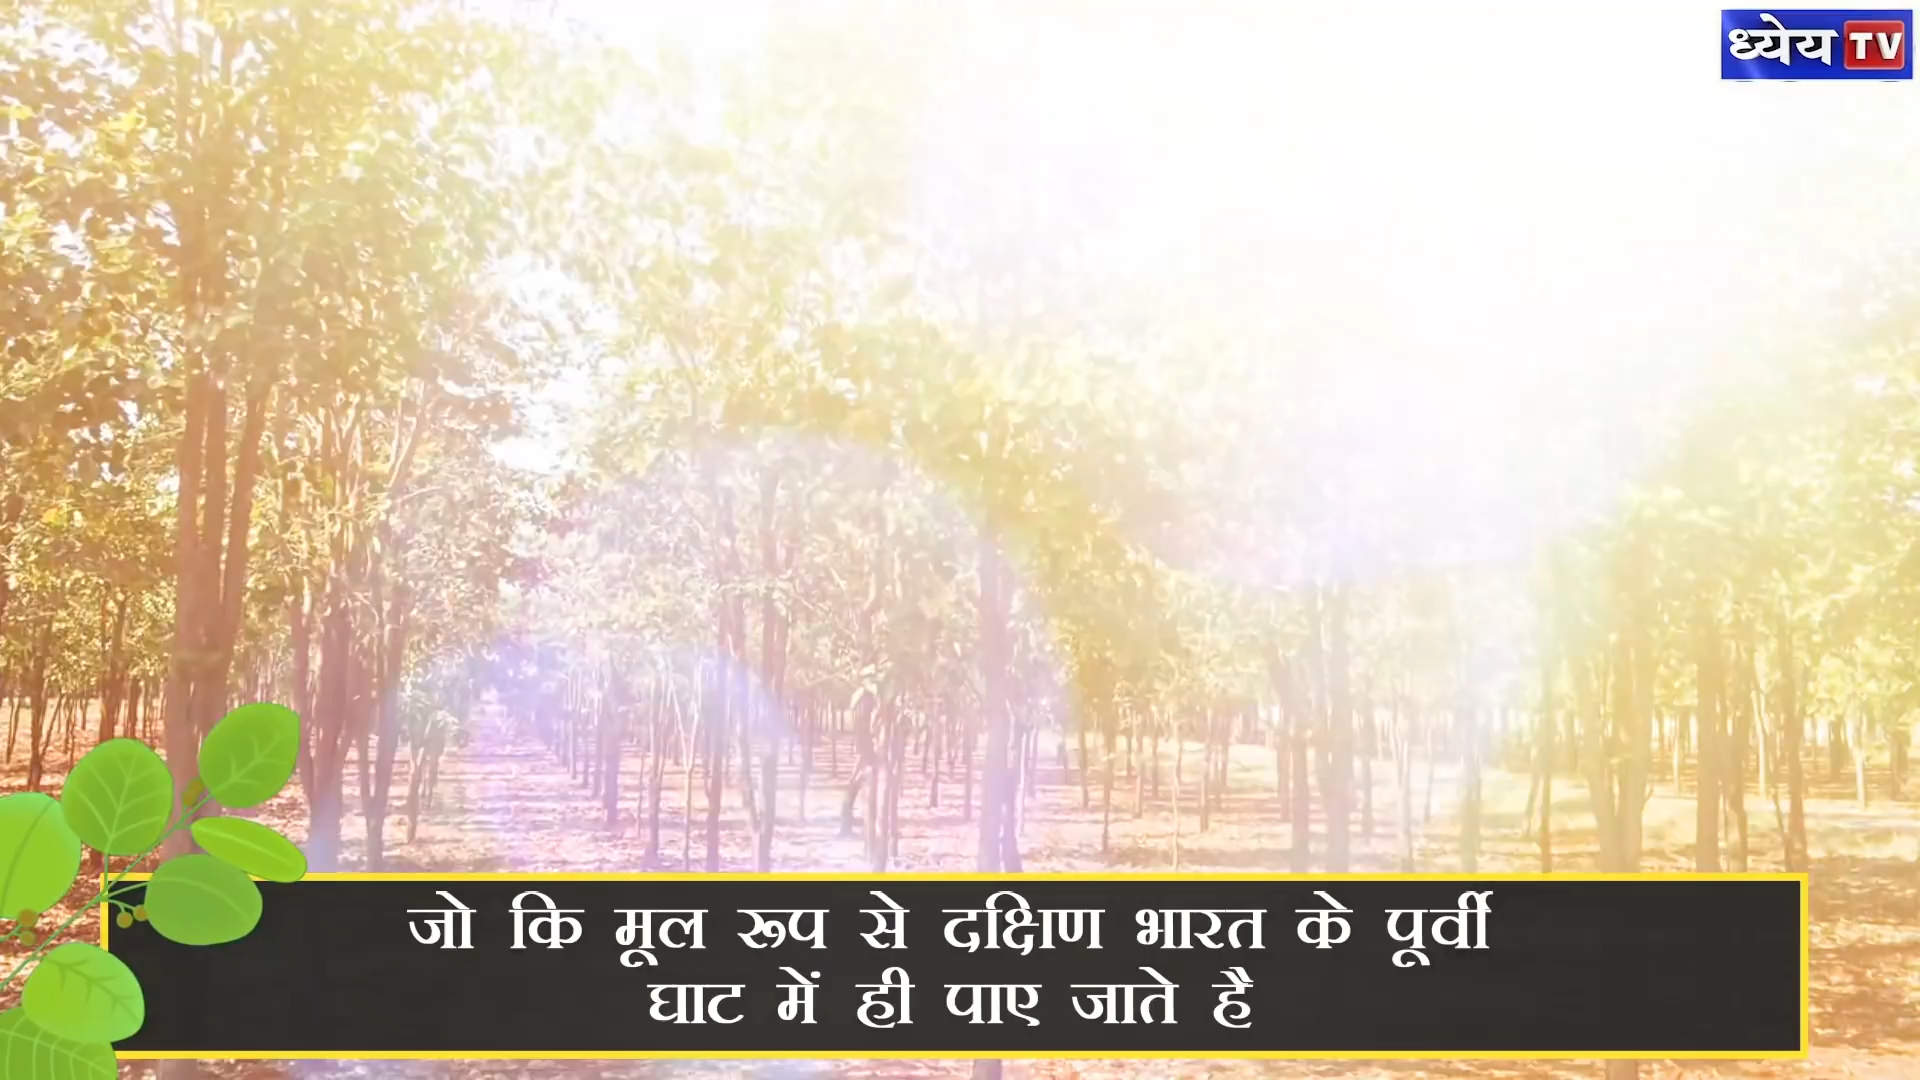 ध्येय TV
जो कि मूल रूप से दक्षिण भारत के पूर्वी
घाट में ही पाए जाते हैं